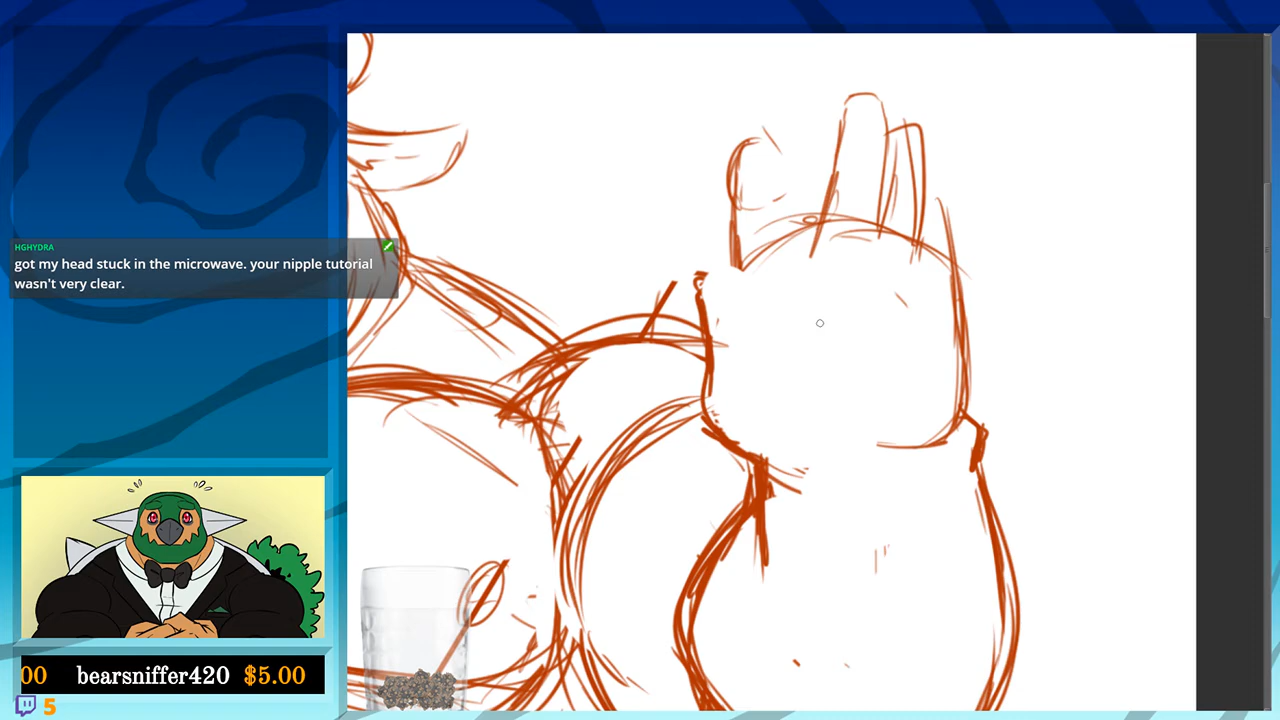 HGHYDRA
got my head stuck in the microwave. your nipple tutorial
wasn't very clear.
00 bearsniffer420 $5.00
5